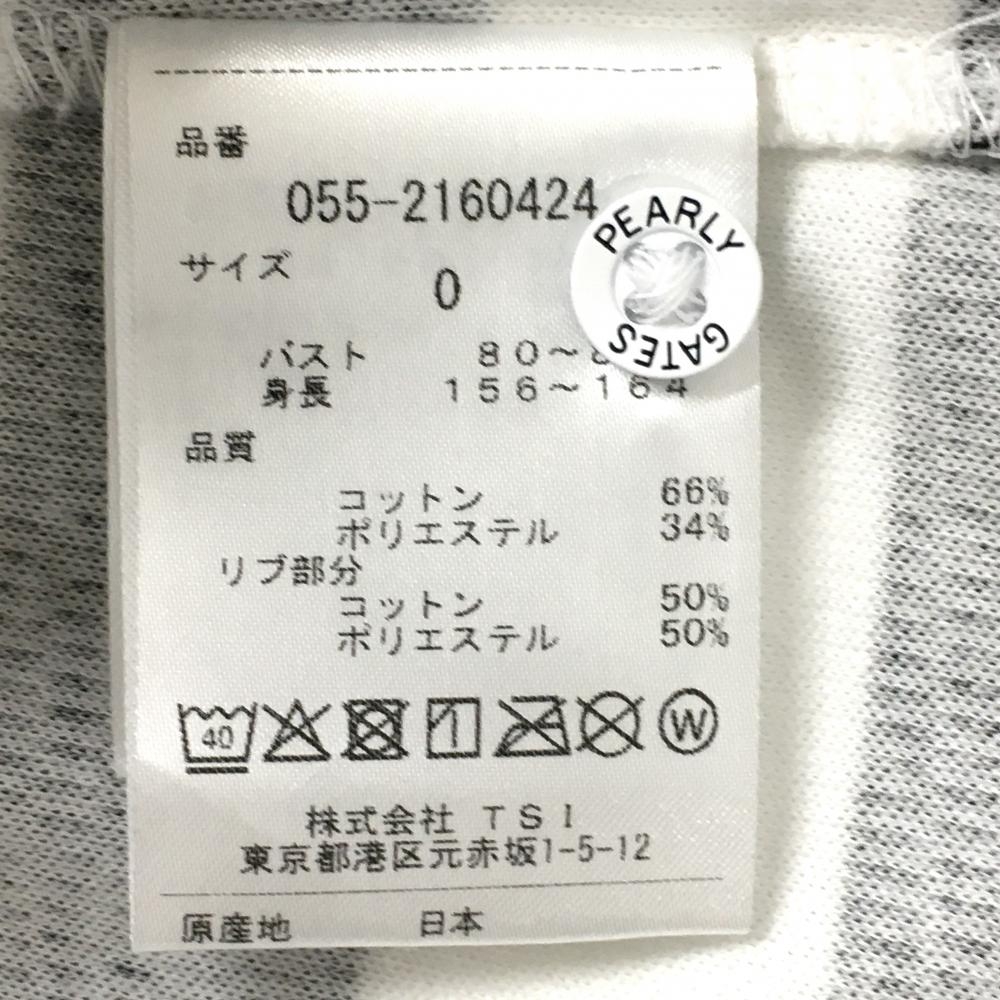 品番
055-2160424
サイズ
0
PEARLY
GATES
バスト 80~
身長 156~164
品質
コットン 66%
ポリエステル 34%
リブ部分
コットン 50%
ポリエステル 50%
40
W
株式会社 TSI
東京都港区元赤坂1-5-12
原産地 日本